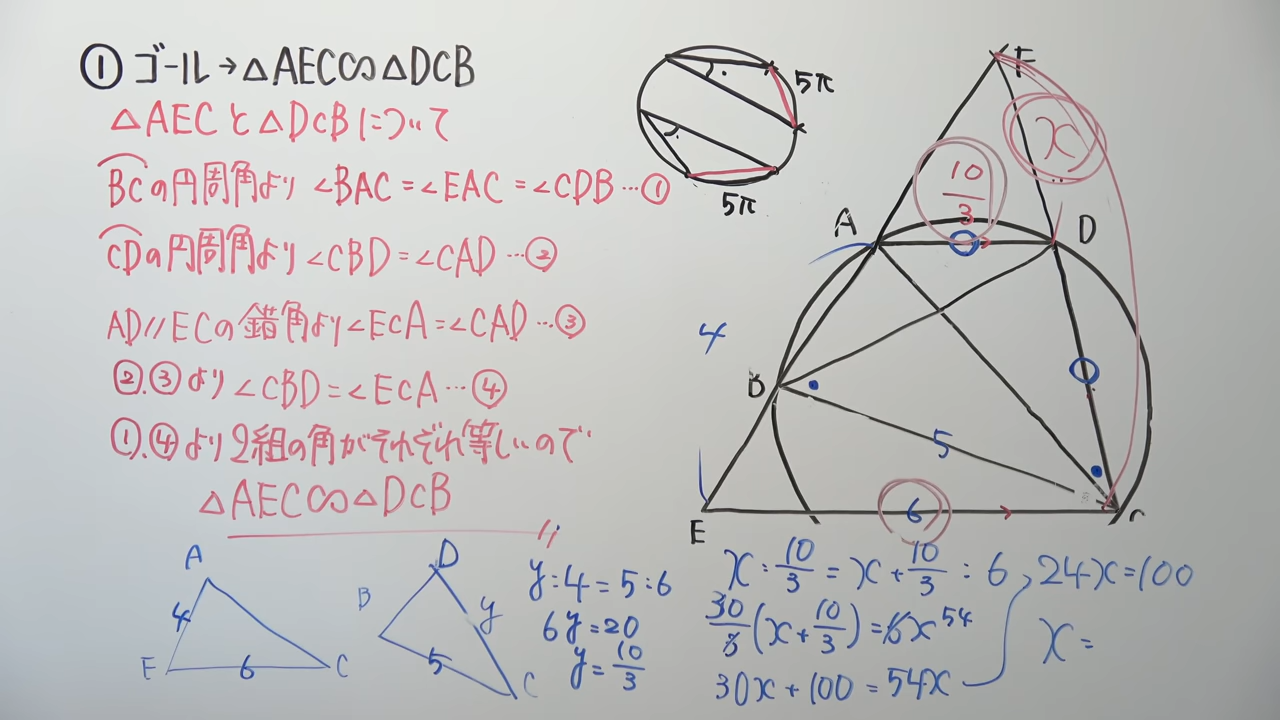 ① ゴール→△AEC∽△DCB
△AECと△DCBについて
BCの円周角より ∠BAC=∠EAC=∠CDB…①
CDの円周角より ∠CBD=∠CAD…②
AD//ECの錯角より∠ECA=∠CAD…③
②.③より ∠CBD=∠ECA…④
①.④より2組の角がそれぞれ等しいので
△AEC∽△DCB
A
4
E
6
C
D
B
y
5
C
y:4=5:6
6y=20
y=10/3
5π
5π
F
x
10/3
A
D
4
B
5
E
6
C
x:10/3=x+10/3:6
30/3(x+10/3)=6x 54
30x+100=54x
24x=100
x=